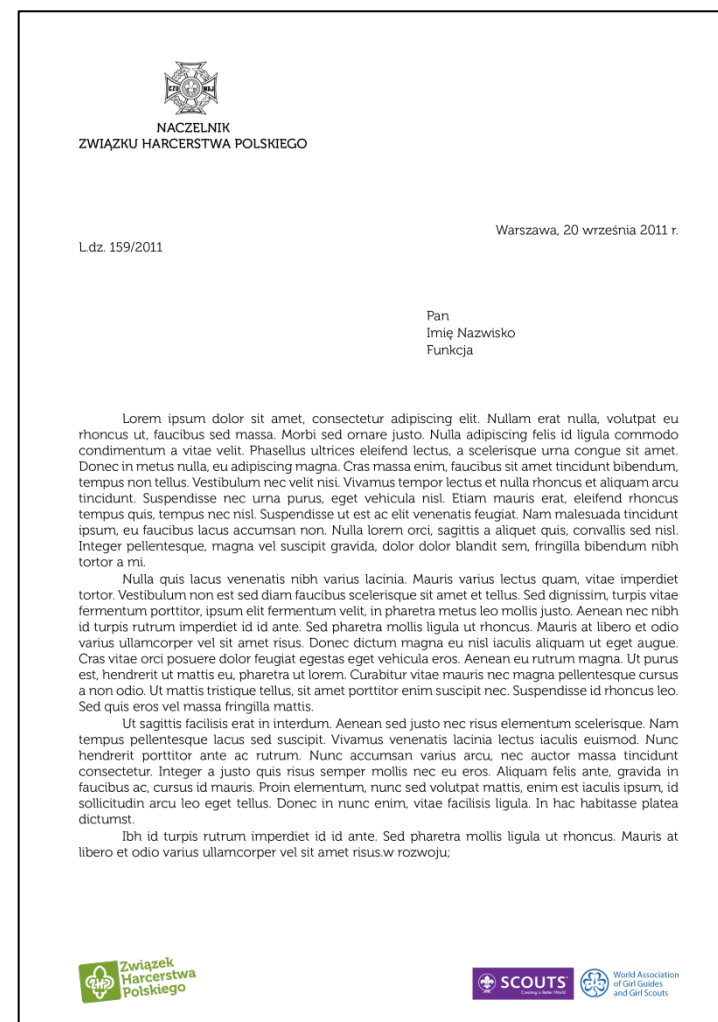 CZU WAJ
NACZELNIK
ZWIĄZKU HARCERSTWA POLSKIEGO
Warszawa, 20 września 2011 r.
L.dz. 159/2011
Pan
Imię Nazwisko
Funkcja
Lorem ipsum dolor sit amet, consectetur adipiscing elit. Nullam erat nulla, volutpat eu
rhoncus ut, faucibus sed massa. Morbi sed ornare justo. Nulla adipiscing felis id ligula commodo
condimentum a vitae velit. Phasellus ultrices eleifend lectus, a scelerisque urna congue sit amet.
Donec in metus nulla, eu adipiscing magna. Cras massa enim, faucibus sit amet tincidunt bibendum,
tempus non tellus. Vestibulum nec velit nisi. Vivamus tempor lectus et nulla rhoncus et aliquam arcu
tincidunt. Suspendisse nec urna purus, eget vehicula nisl. Etiam mauris erat, eleifend rhoncus
tempus quis, tempus nec nisl. Suspendisse ut est ac elit venenatis feugiat. Nam malesuada tincidunt
ipsum, eu faucibus lacus accumsan non. Nulla lorem orci, sagittis a aliquet quis, convallis sed nisl.
Integer pellentesque, magna vel suscipit gravida, dolor dolor blandit sem, fringilla bibendum nibh
tortor a mi.
Nulla quis lacus venenatis nibh varius lacinia. Mauris varius lectus quam, vitae imperdiet
tortor. Vestibulum non est sed diam faucibus scelerisque sit amet et tellus. Sed dignissim, turpis vitae
fermentum porttitor, ipsum elit fermentum velit, in pharetra metus leo mollis justo. Aenean nec nibh
id turpis rutrum imperdiet id id ante. Sed pharetra mollis ligula ut rhoncus. Mauris at libero et odio
varius ullamcorper vel sit amet risus. Donec dictum magna eu nisl iaculis aliquam ut eget augue.
Cras vitae orci posuere dolor feugiat egestas eget vehicula eros. Aenean eu rutrum magna. Ut purus
est, hendrerit ut mattis eu, pharetra ut lorem. Curabitur vitae mauris nec magna pellentesque cursus
a non odio. Ut mattis tristique tellus, sit amet porttitor enim suscipit nec. Suspendisse id rhoncus leo.
Sed quis eros vel massa fringilla mattis.
Ut sagittis facilisis erat in interdum. Aenean sed justo nec risus elementum scelerisque. Nam
tempus pellentesque lacus sed suscipit. Vivamus venenatis lacinia lectus iaculis euismod. Nunc
hendrerit porttitor ante ac rutrum. Nunc accumsan varius arcu, nec auctor massa tincidunt
consectetur. Integer a justo quis risus semper mollis nec eu eros. Aliquam felis ante, gravida in
faucibus ac, cursus id mauris. Proin elementum, nunc sed volutpat mattis, enim est iaculis ipsum, id
sollicitudin arcu leo eget tellus. Donec in nunc enim, vitae facilisis ligula. In hac habitasse platea
dictumst.
Ibh id turpis rutrum imperdiet id id ante. Sed pharetra mollis ligula ut rhoncus. Mauris at
libero et odio varius ullamcorper vel sit amet risus.w rozwoju;
ZHP
Związek
Harcerstwa
Polskiego
SCOUTS
Creating a Better World
World Association
of Girl Guides
and Girl Scouts